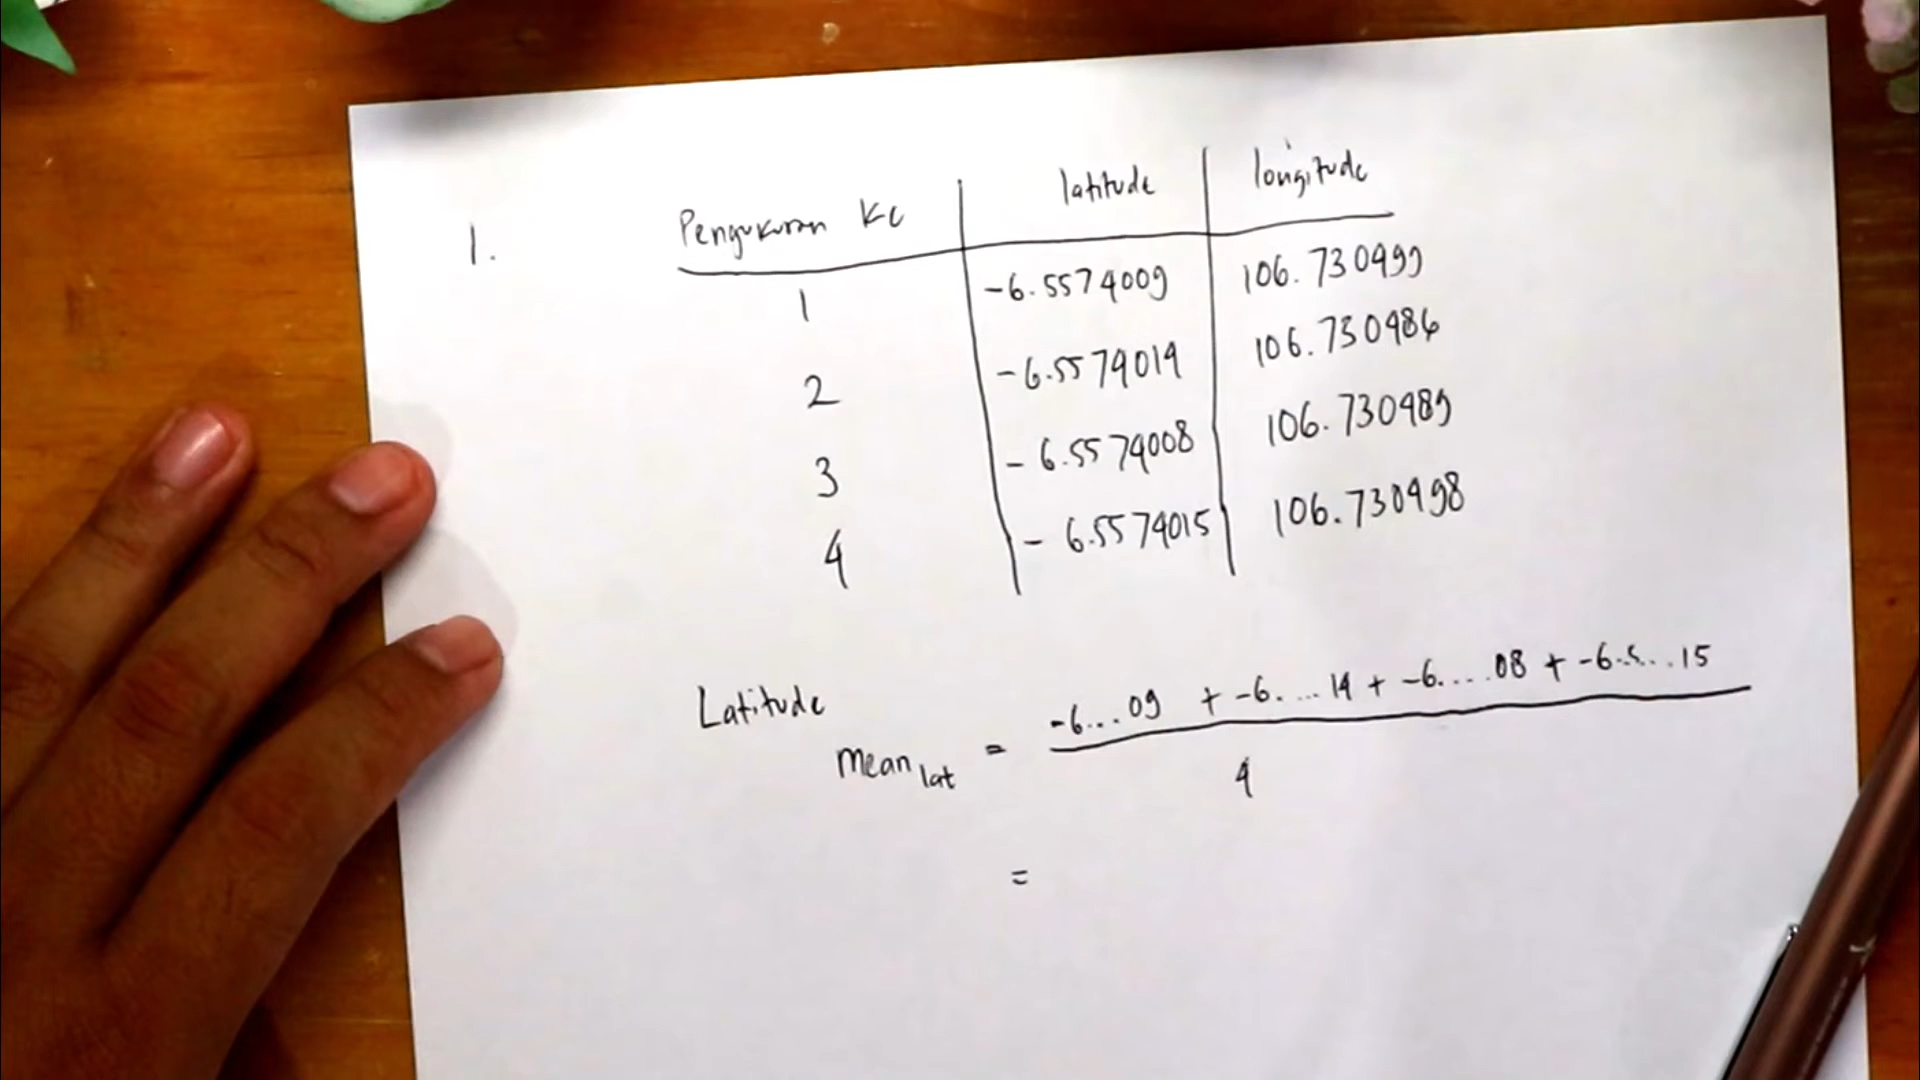 1. Pengukuran Ke latitude longitude
1 -6.5574009 106.730499
2 -6.5574014 106.730486
3 -6.5574008 106.730489
4 -6.5574015 106.730498
Latitude
Mean lat = -6...09 + -6....14 + -6....08 + -6.5...15
4
=